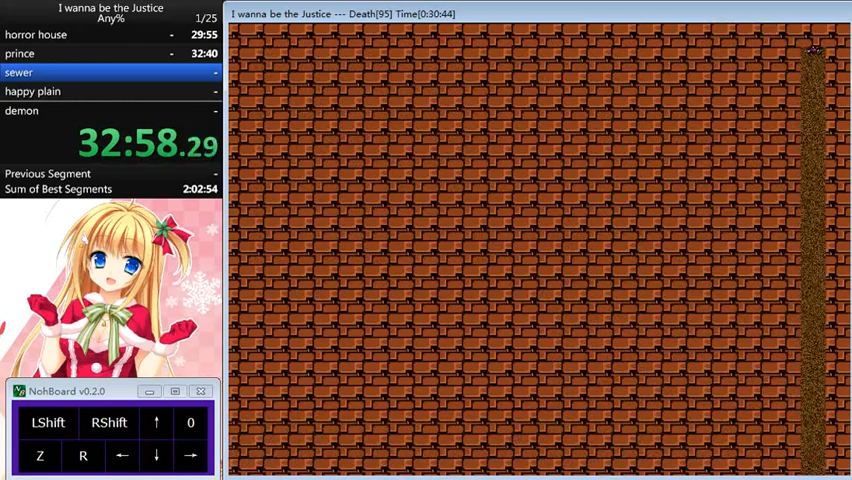 I wanna be the Justice
Any%
1/25
horror house - 29:55
prince - 32:40
sewer -
happy plain -
demon -
32:58.29
Previous Segment -
Sum of Best Segments 2:02:54
I wanna be the Justice --- Death[95] Time[0:30:44]
NohBoard v0.2.0
LShift RShift ↑ 0
Z R ← ↓ →